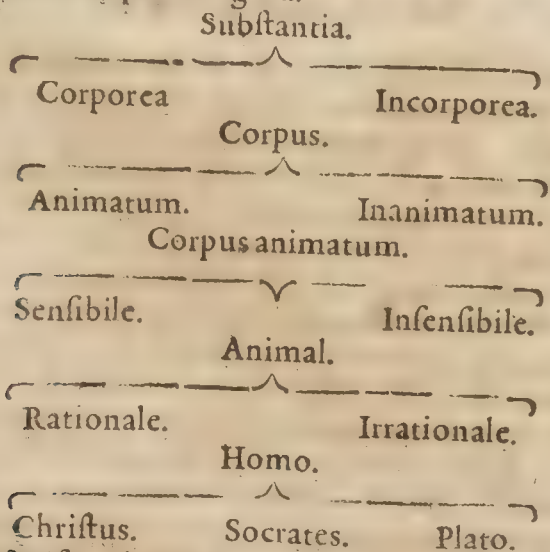 Subſtantia.
Corporea Incorporea.
Corpus.
Animatum. Inanimatum.
Corpus animatum.
Senſibile. Inſenſibile.
Animal.
Rationale. Irrationale.
Homo.
Chriſtus. Socrates. Plato.